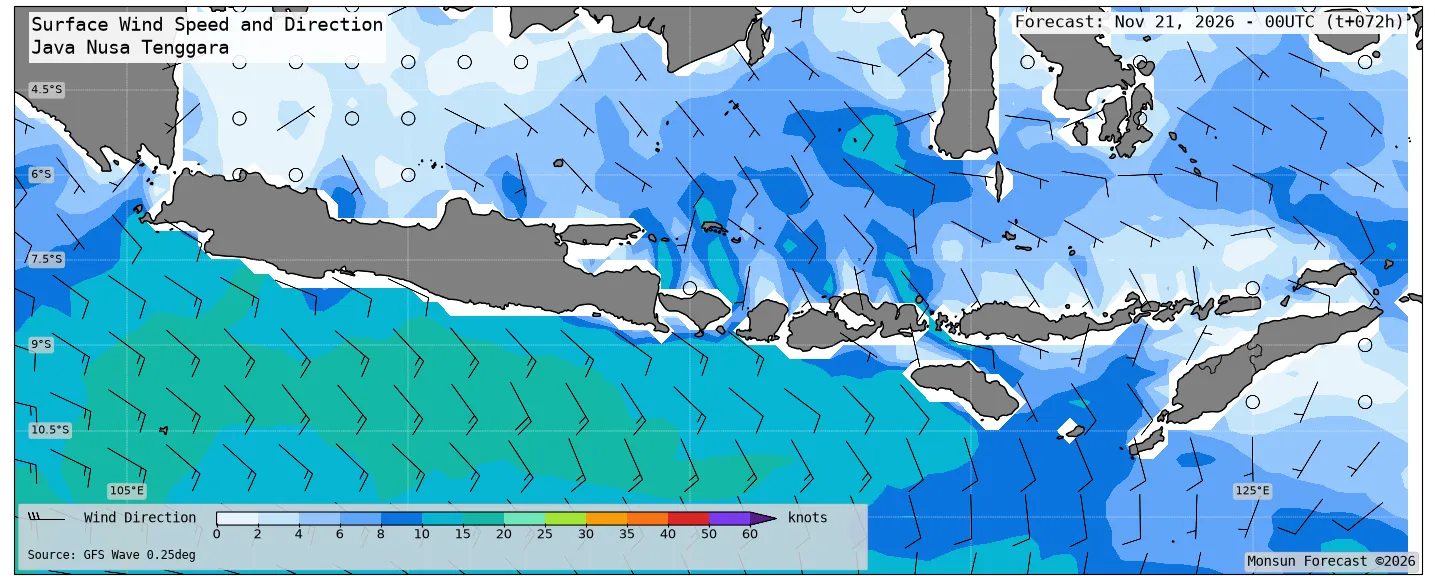 Surface Wind Speed and Direction
Java Nusa Tenggara
Forecast: Nov 21, 2026 - 00UTC (t+072h)
4.5°S
6°S
7.5°S
9°S
10.5°S
105°E
125°E
Wind Direction
0 2 4 6 8 10 15 20 25 30 35 40 50 60
knots
Source: GFS Wave 0.25deg
Monsun Forecast ©2026